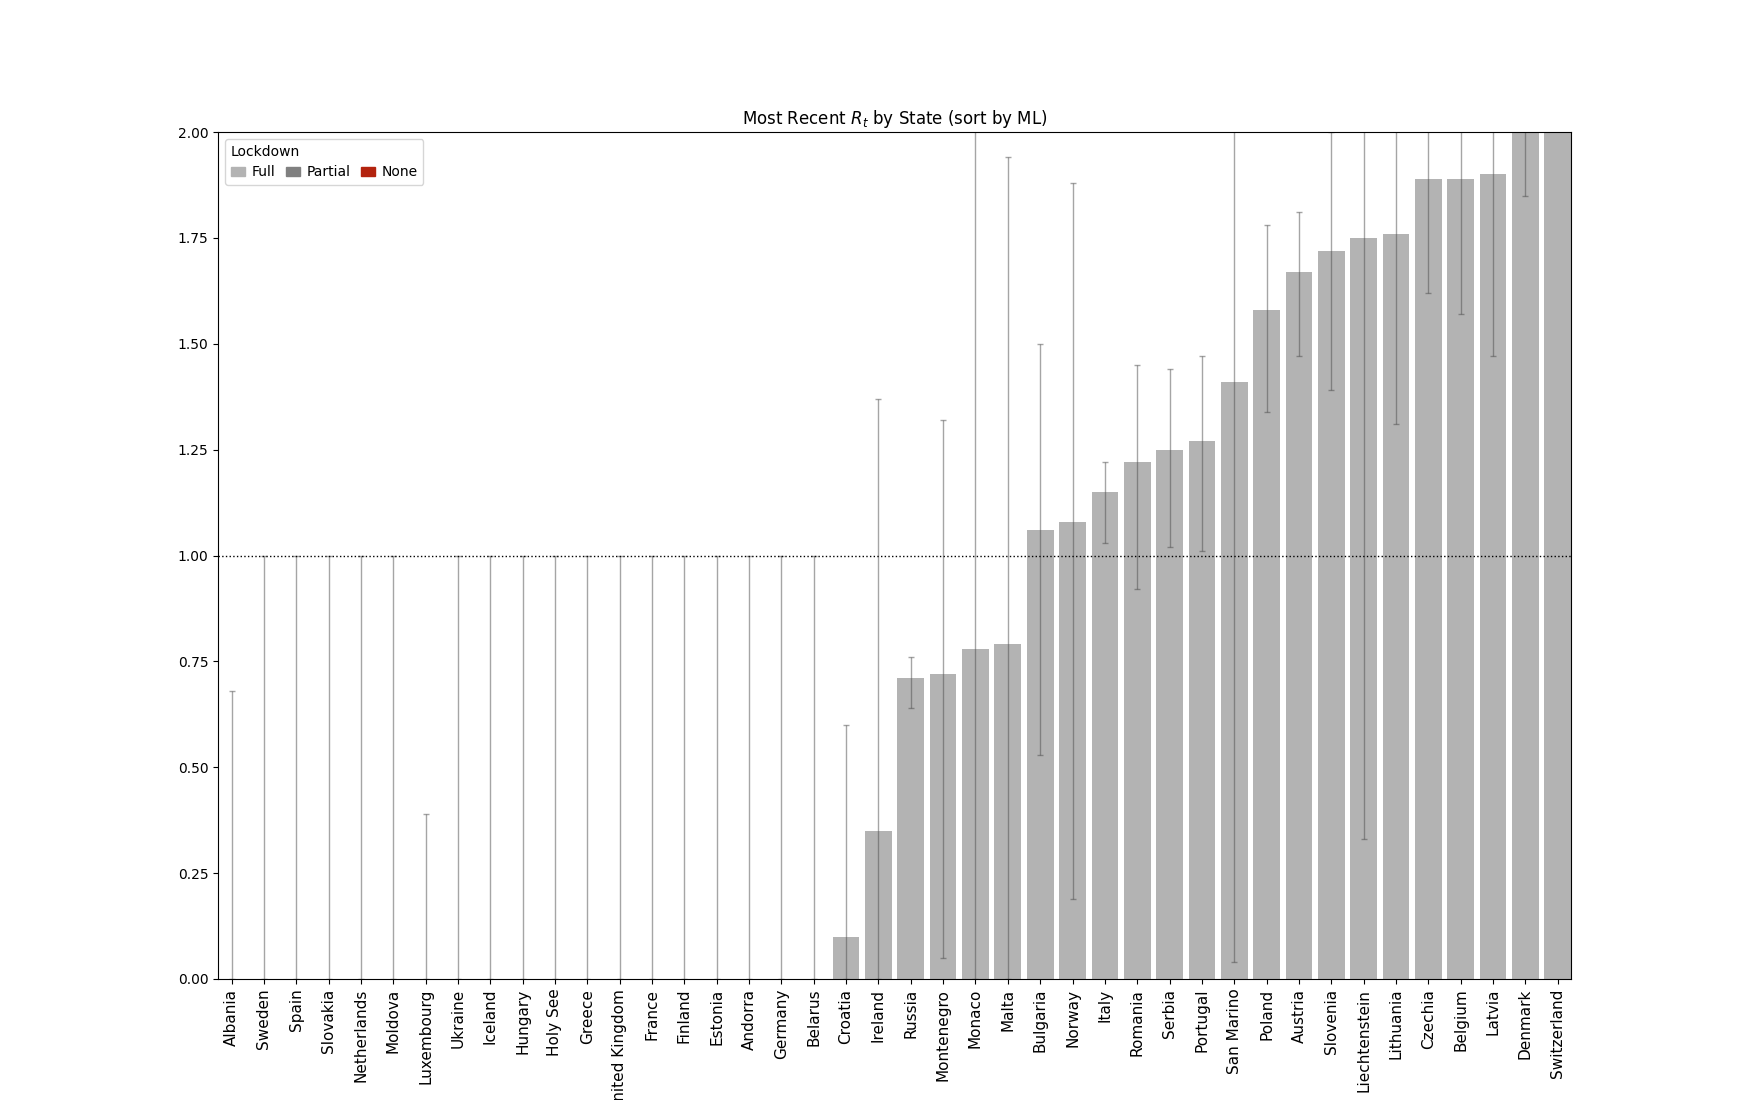 Most Recent Rt by State (sort by ML)
2.00
Lockdown
Full Partial None
1.75
1.50
1.25
1.00
0.75
0.50
0.25
0.00
Albania
Sweden
Spain
Slovakia
Netherlands
Moldova
Luxembourg
Ukraine
Iceland
Hungary
Holy See
Greece
nited Kingdom
France
Finland
Estonia
Andorra
Germany
Belarus
Croatia
Ireland
Russia
Montenegro
Monaco
Malta
Bulgaria
Norway
Italy
Romania
Serbia
Portugal
San Marino
Poland
Austria
Slovenia
Liechtenstein
Lithuania
Czechia
Belgium
Latvia
Denmark
Switzerland